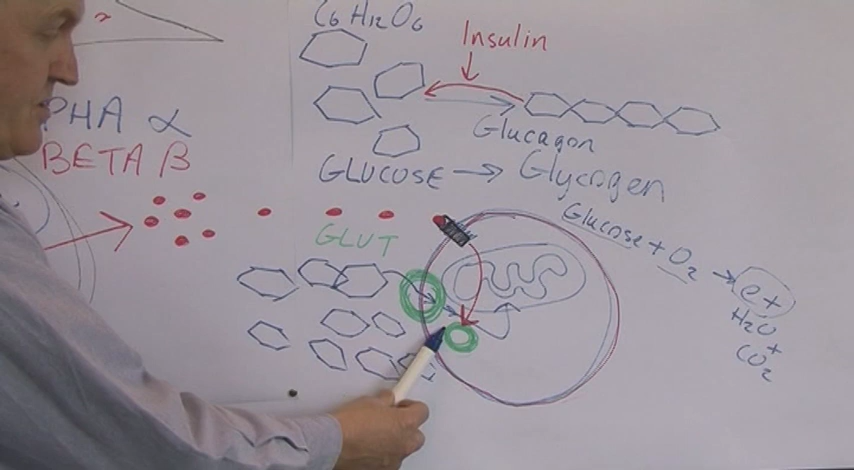 C6H12O6
Insulin
PHA α
BETA β
Glucagon
GLUCOSE → Glycogen
GLUT
Glucose + O2 → e +
H2O
+
CO2